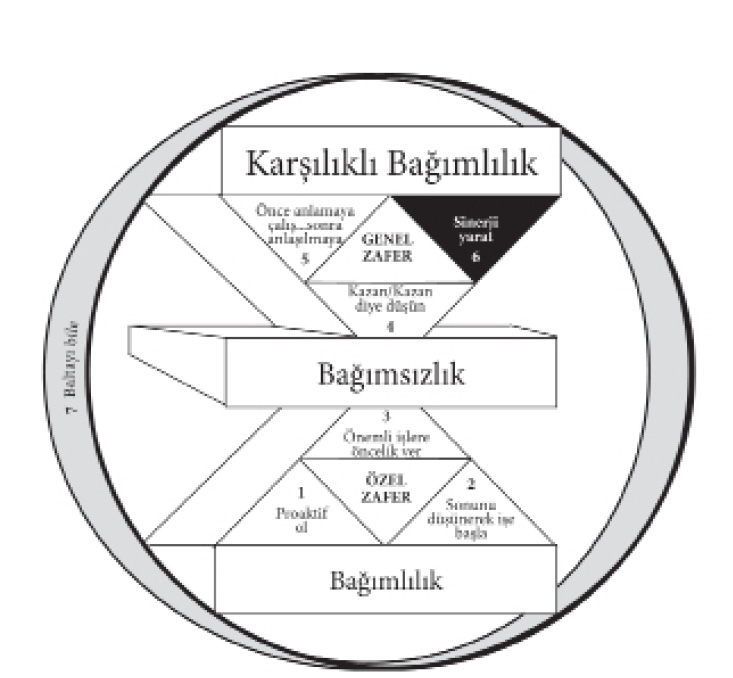 Karşılıklı Bağımlılık
Önce anlamaya
çalış...sonra
anlaşılmaya
5
GENEL
ZAFER
Sinerji
yarat
6
Kazan/Kazan
diye düşün
4
7 Baltayı bile
Bağımsızlık
3
Önemli işlere
öncelik ver
1
Proaktif
ol
ÖZEL
ZAFER
2
Sonunu
düşünerek işe
başla
Bağımlılık